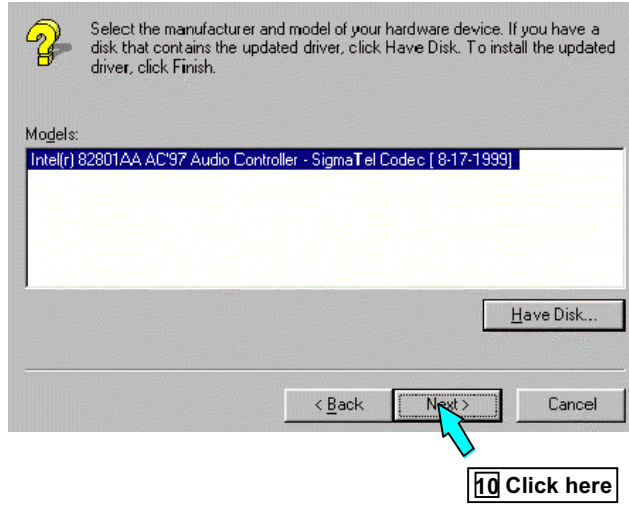 Select the manufacturer and model of your hardware device. If you have a
disk that contains the updated driver, click Have Disk. To install the updated
driver, click Finish.
Models:
Intel(r) 82801AA AC'97 Audio Controller - SigmaTel Codec [ 8-17-1999]
Have Disk...
< Back
Next >
Cancel
10 Click here